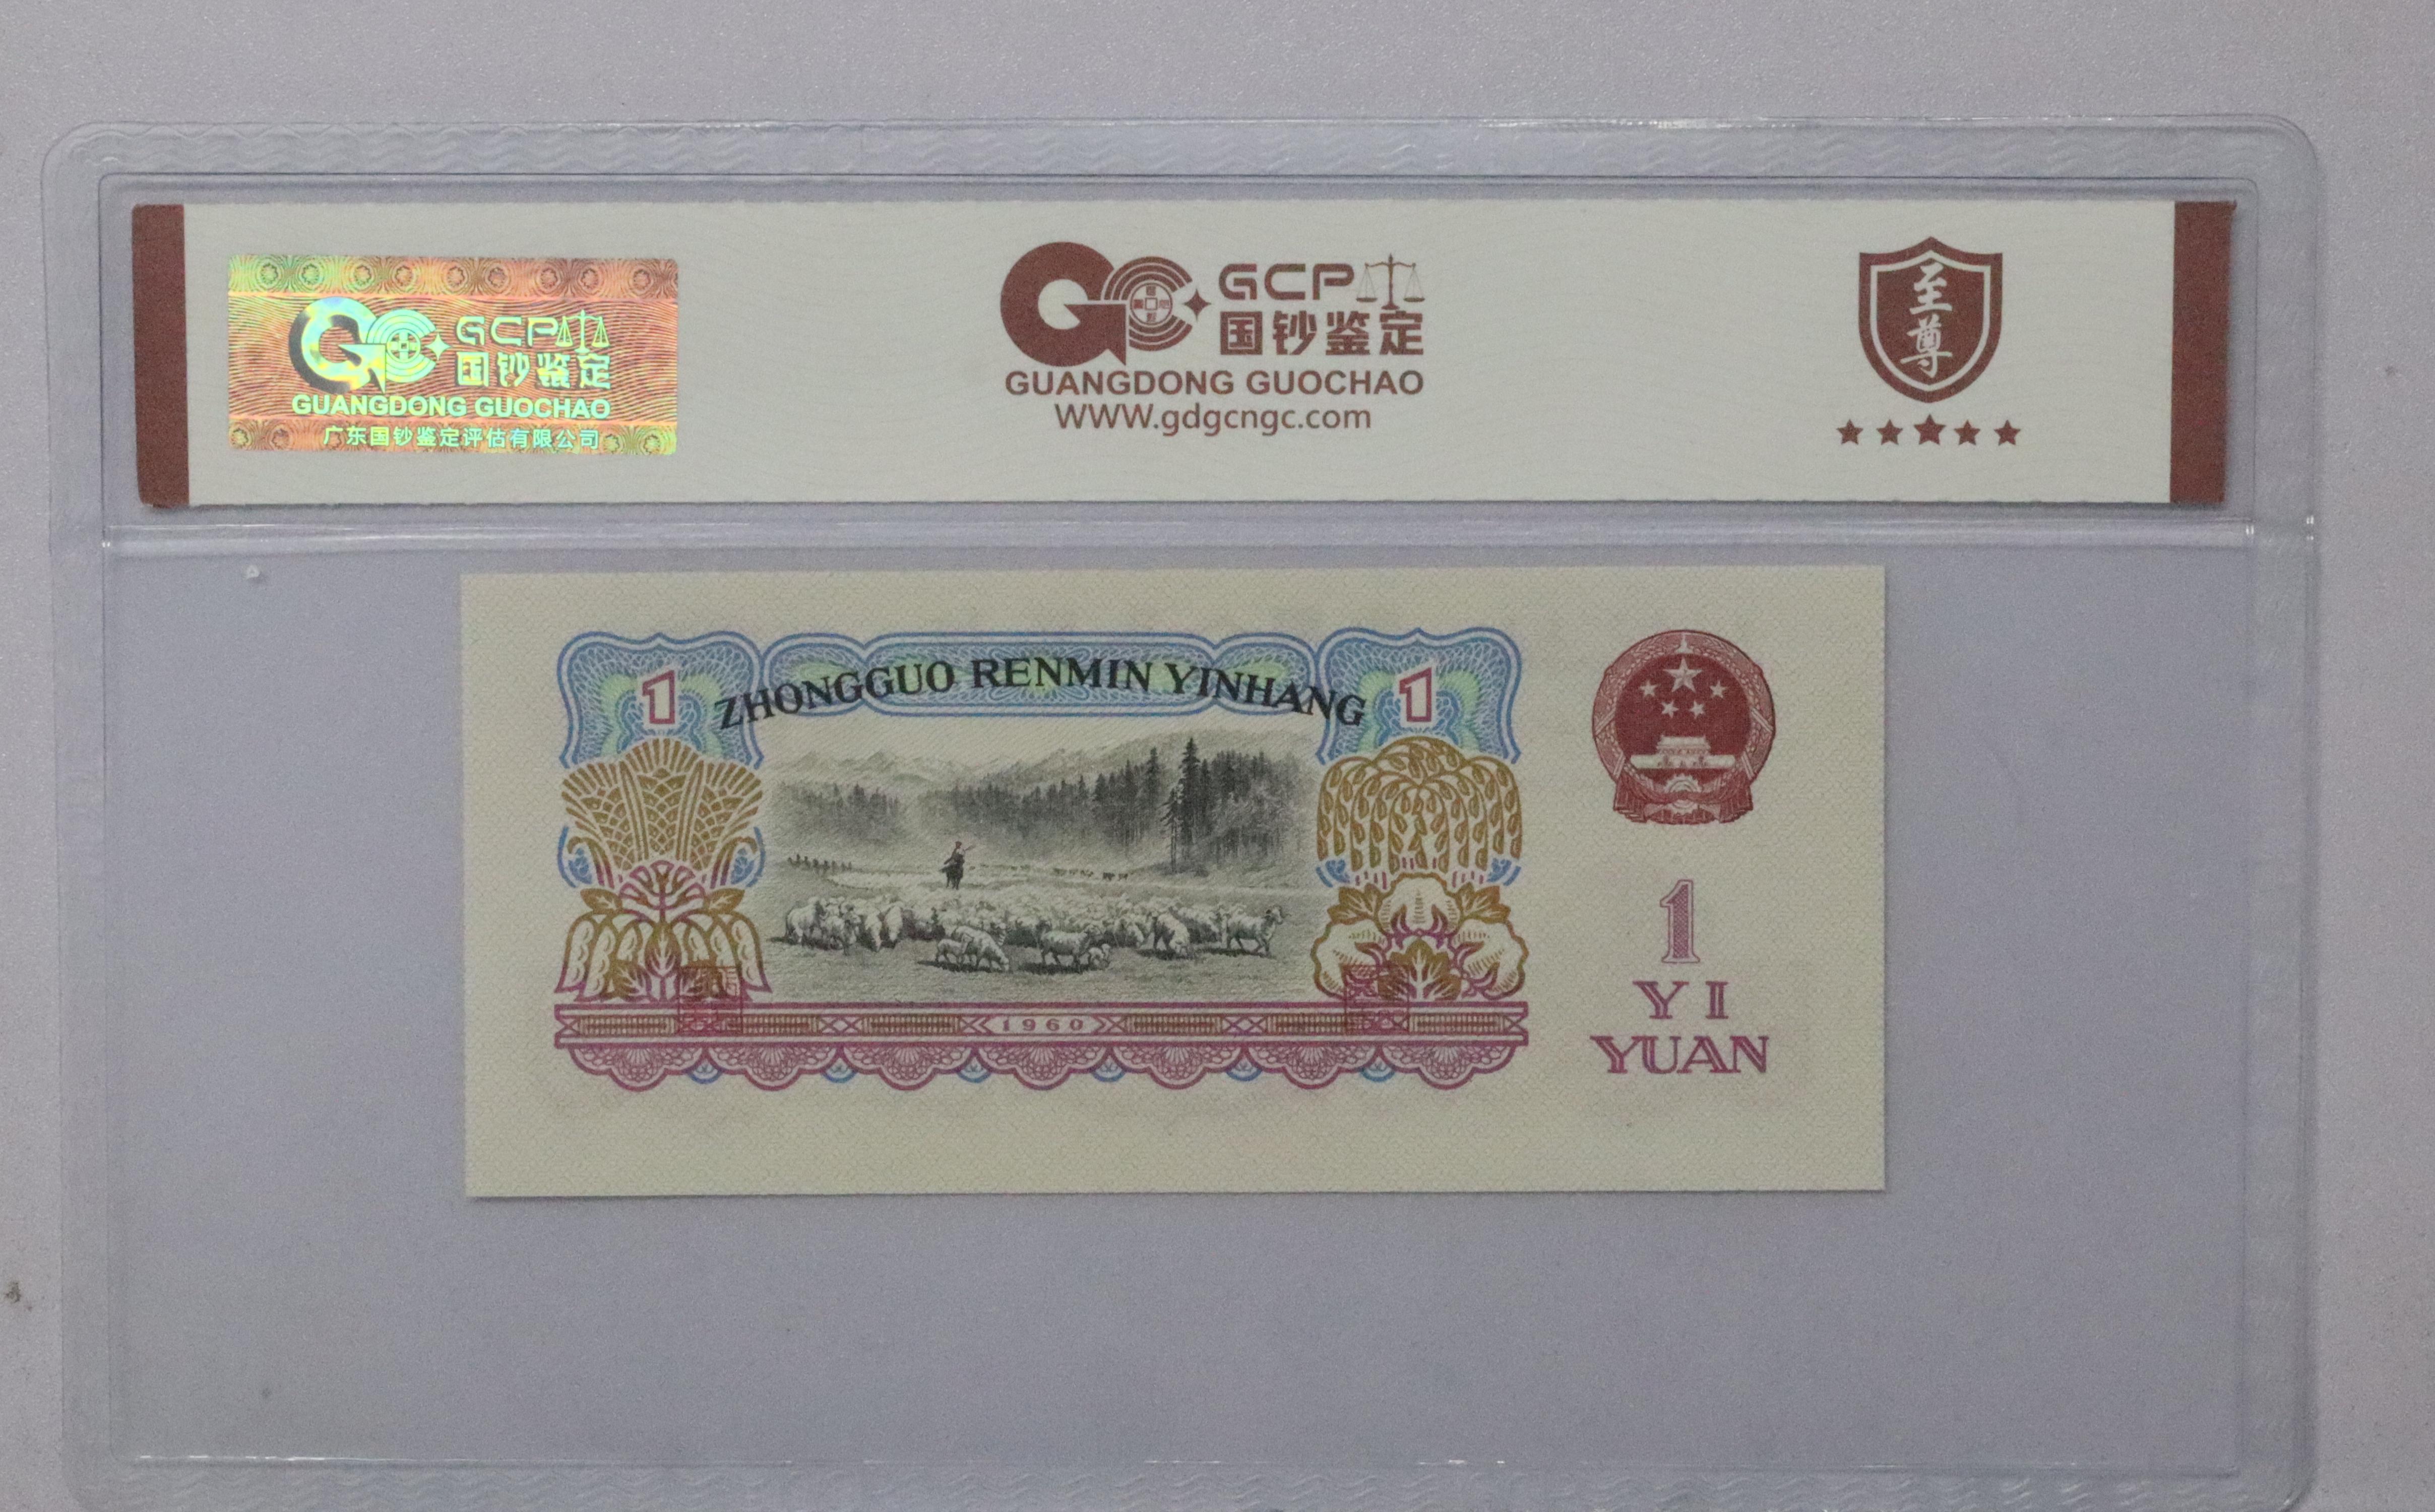 GCP
国钞鉴定
GUANGDONG GUOCHAO
广东国钞鉴定评估有限公司
GCP
国钞鉴定
GUANGDONG GUOCHAO
WWW.gdgcngc.com
至尊
1 ZHONGGUO RENMIN YINHANG 1
1960
1
YI
YUAN